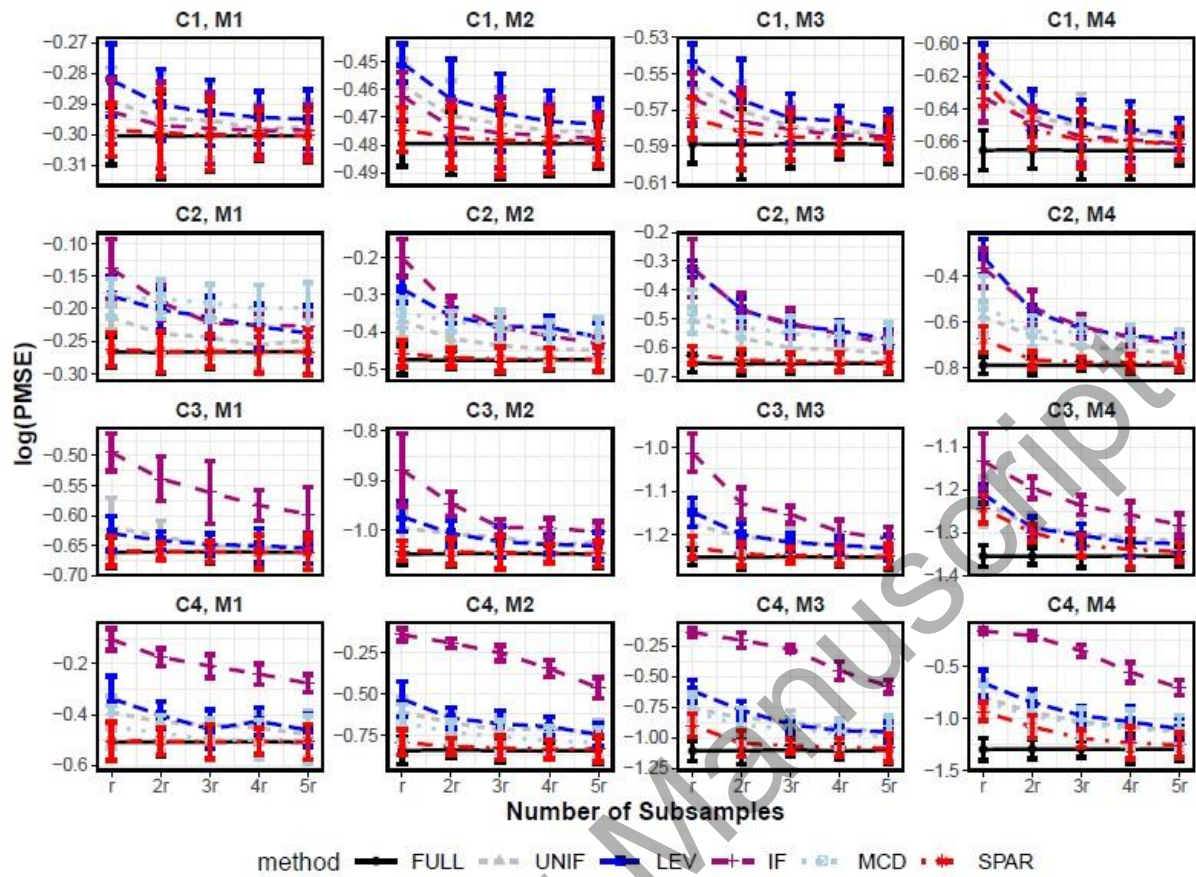 C1, M1 C1, M2 C1, M3 C1, M4
−0.27 −0.28 −0.29 −0.30 −0.31
−0.45 −0.46 −0.47 −0.48 −0.49
−0.53 −0.55 −0.57 −0.59 −0.61
−0.60 −0.62 −0.64 −0.66 −0.68
C2, M1 C2, M2 C2, M3 C2, M4
−0.10 −0.15 −0.20 −0.25 −0.30
−0.2 −0.3 −0.4 −0.5
−0.2 −0.3 −0.4 −0.5 −0.6 −0.7
−0.4 −0.6 −0.8
log(PMSE)
C3, M1 C3, M2 C3, M3 C3, M4
−0.50 −0.55 −0.60 −0.65 −0.70
−0.8 −0.9 −1.0
−1.0 −1.1 −1.2
−1.1 −1.2 −1.3 −1.4
C4, M1 C4, M2 C4, M3 C4, M4
−0.2 −0.4 −0.6
−0.25 −0.50 −0.75
−0.25 −0.50 −0.75 −1.00 −1.25
−0.5 −1.0 −1.5
r 2r 3r 4r 5r r 2r 3r 4r 5r r 2r 3r 4r 5r r 2r 3r 4r 5r
Number of Subsamples
method FULL UNIF LEV IF MCD SPAR
Manuscript